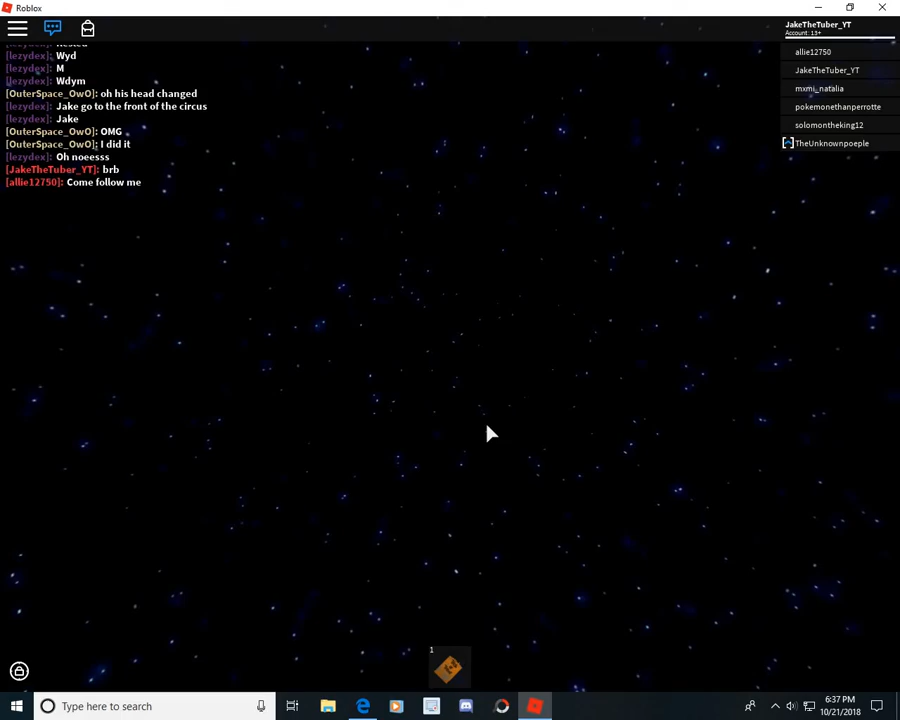 Roblox
JakeTheTuber_YT
Account: 13+
[lezydex]: Wyd
[lezydex]: M
[lezydex]: Wdym
[OuterSpace_OwO]: oh his head changed
[lezydex]: Jake go to the front of the circus
[lezydex]: Jake
[OuterSpace_OwO]: OMG
[OuterSpace_OwO]: I did it
[lezydex]: Oh noeesss
[JakeTheTuber_YT]: brb
[allie12750]: Come follow me
allie12750
JakeTheTuber_YT
mxmi_natalia
pokemonethanperrotte
solomontheking12
TheUnknownpoeple
1
Type here to search
6:37 PM
10/21/2018